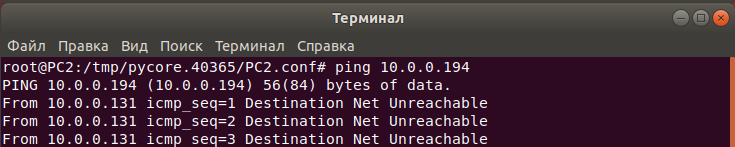 Терминал
Файл Правка Вид Поиск Терминал Справка
root@PC2:/tmp/pycore.40365/PC2.conf# ping 10.0.0.194
PING 10.0.0.194 (10.0.0.194) 56(84) bytes of data.
From 10.0.0.131 icmp_seq=1 Destination Net Unreachable
From 10.0.0.131 icmp_seq=2 Destination Net Unreachable
From 10.0.0.131 icmp_seq=3 Destination Net Unreachable